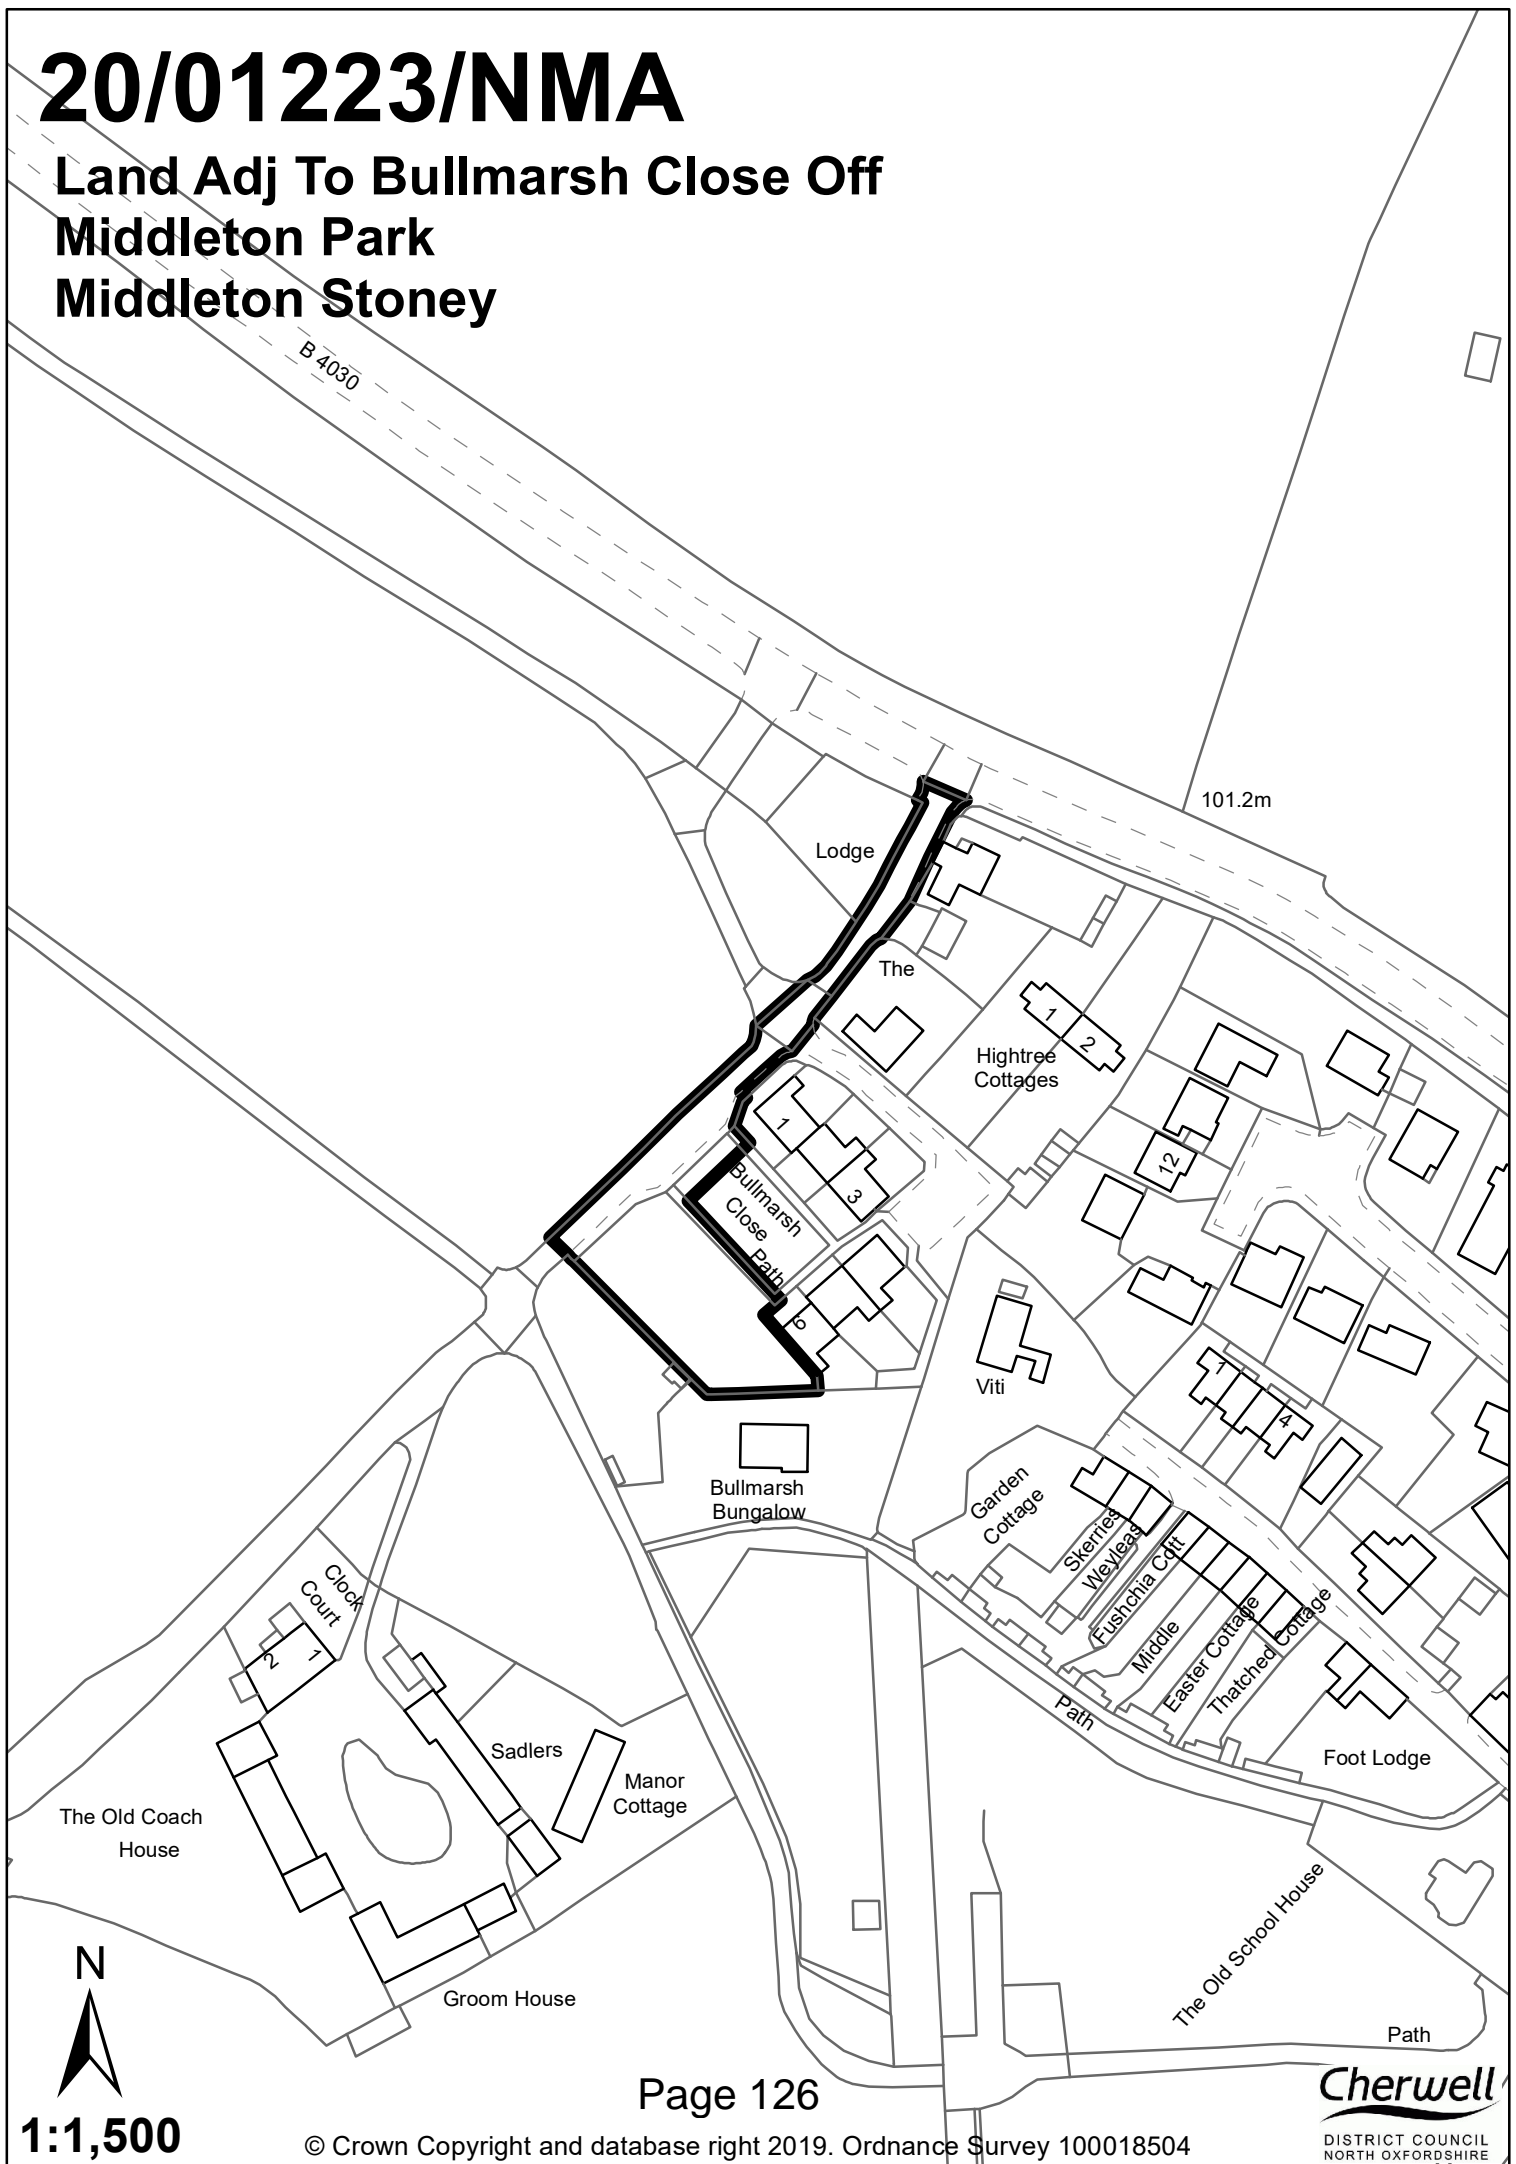 20/01223/NMA
Land Adj To Bullmarsh Close Off
Middleton Park
Middleton Stoney
B 4030
101.2m
Lodge
The
1
2
Hightree
Cottages
1
3
12
Bullmarsh
Close
Path
6
Viti
1
4
Bullmarsh
Bungalow
Garden
Cottage
Skerries
Weyleas
Fushchia Cott
Middle
Easter Cottage
Thatched Cottage
Clock
Court
2
1
Path
Foot Lodge
Sadlers
Manor
Cottage
The Old Coach
House
The Old School House
Groom House
Path
N
1:1,500
Page 126
© Crown Copyright and database right 2019. Ordnance Survey 100018504
Cherwell
DISTRICT COUNCIL
NORTH OXFORDSHIRE